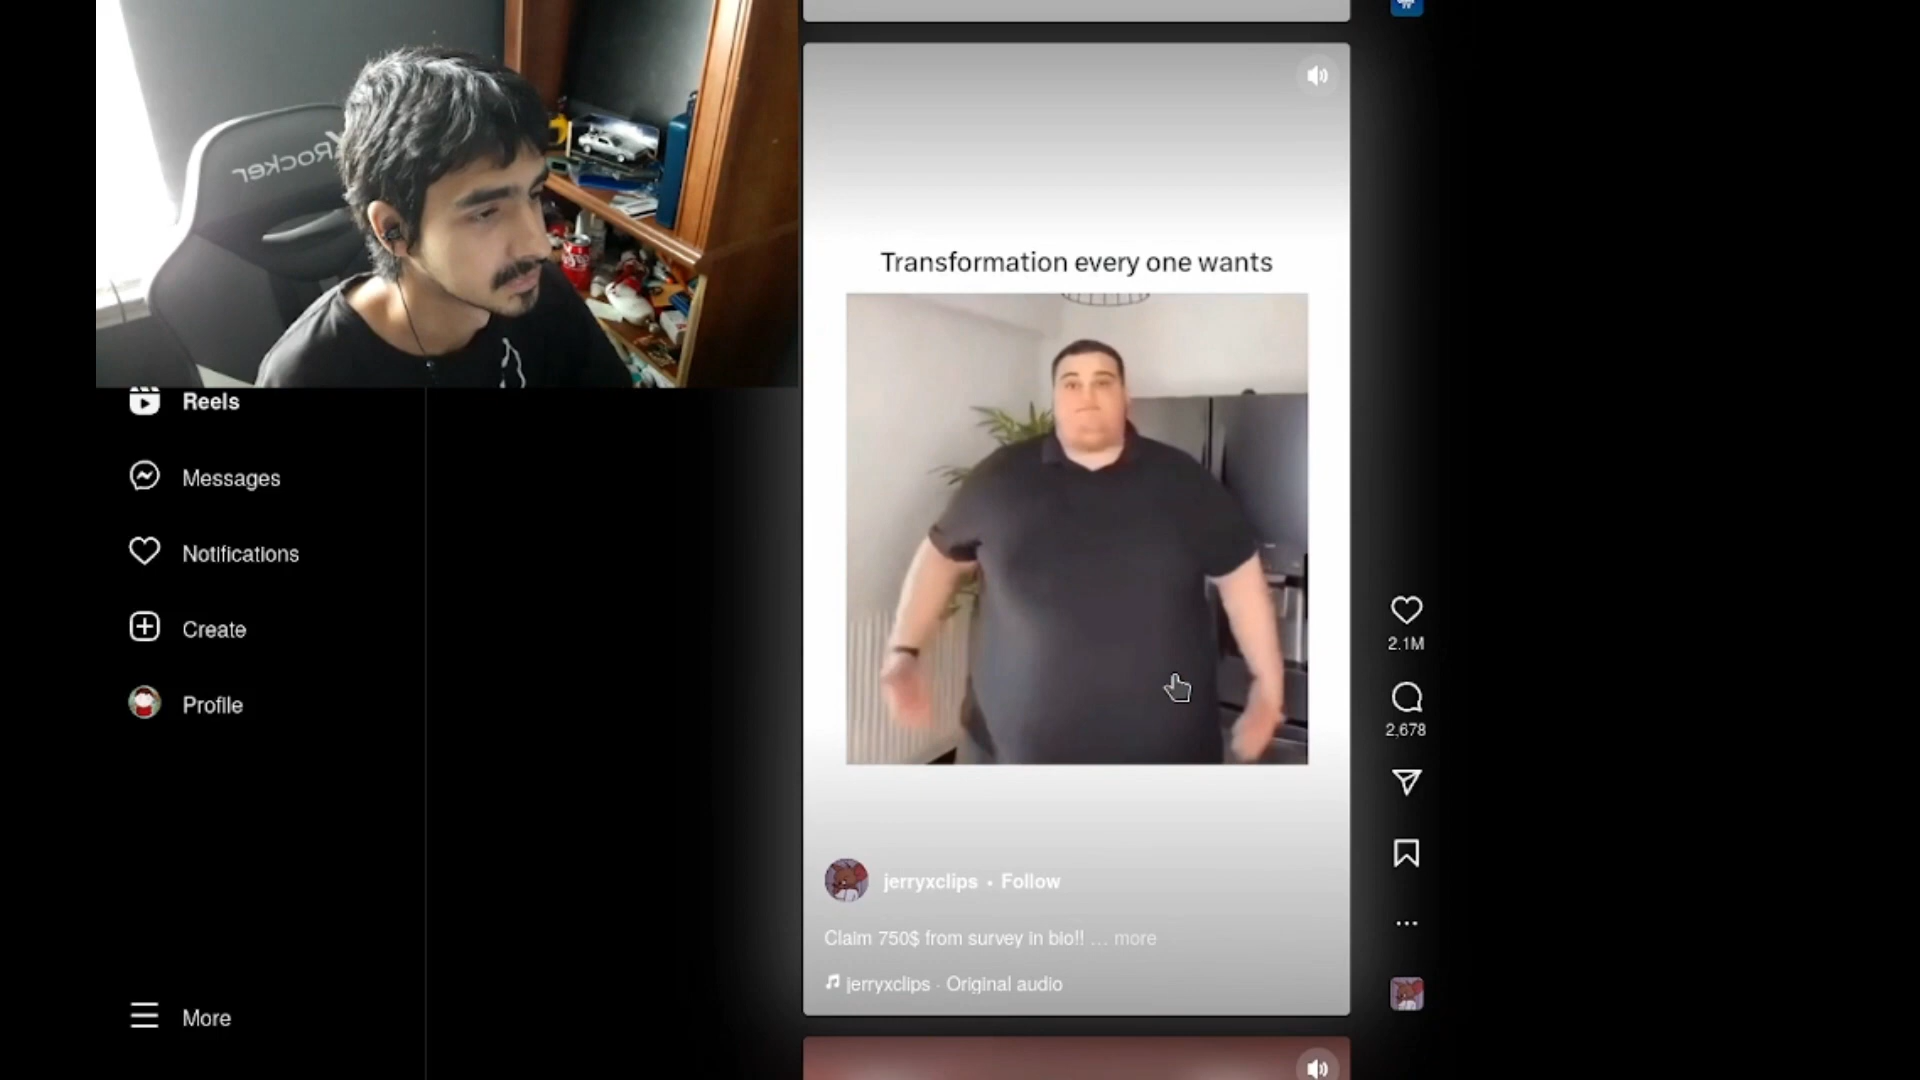 Rocker
Reels
Messages
Notifications
Create
Profile
More
Transformation every one wants
jerryxclips • Follow
Claim 750$ from survey in bio!! ... more
jerryxclips · Original audio
2.1M
2,678